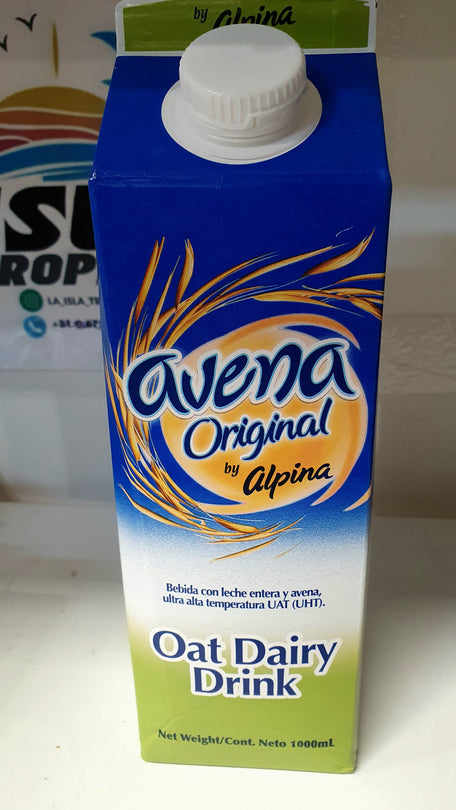 by Alpina
LA_ISLA_TR
avena
Original
by Alpina
Bebida con leche entera y avena,
ultra alta temperatura UAT (UHT).
Oat Dairy
Drink
Net Weight/Cont. Neto 1000mL